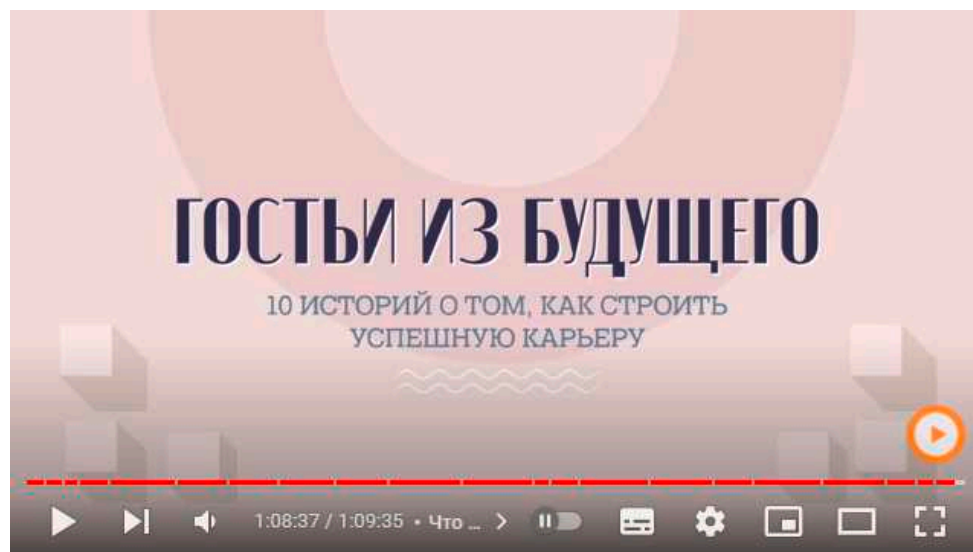 ГОСТЬИ ИЗ БУДУЩЕГО
10 ИСТОРИЙ О ТОМ, КАК СТРОИТЬ
УСПЕШНУЮ КАРЬЕРУ
1:08:37 / 1:09:35 • Что ...